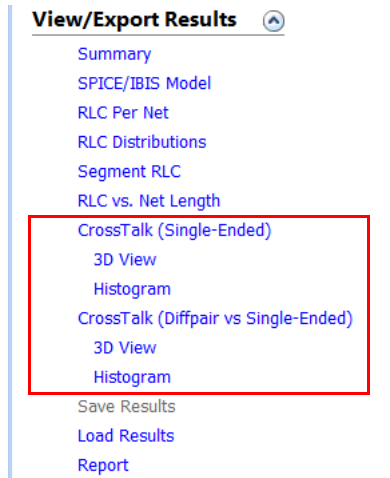 View/Export Results
Summary
SPICE/IBIS Model
RLC Per Net
RLC Distributions
Segment RLC
RLC vs. Net Length
CrossTalk (Single-Ended)
3D View
Histogram
CrossTalk (Diffpair vs Single-Ended)
3D View
Histogram
Save Results
Load Results
Report